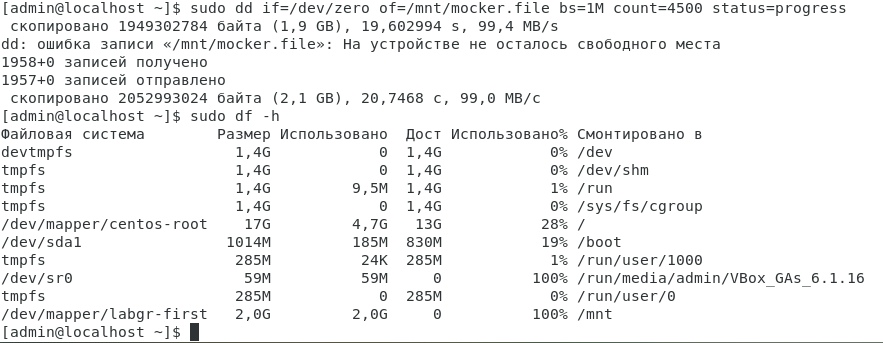 [admin@localhost ~]$ sudo dd if=/dev/zero of=/mnt/mocker.file bs=1M count=4500 status=progress
скопировано 1949302784 байта (1,9 GB), 19,602994 s, 99,4 MB/s
dd: ошибка записи «/mnt/mocker.file»: На устройстве не осталось свободного места
1958+0 записей получено
1957+0 записей отправлено
скопировано 2052993024 байта (2,1 GB), 20,7468 c, 99,0 MB/c
[admin@localhost ~]$ sudo df -h
Файловая система        Размер Использовано  Дост Использовано% Смонтировано в
devtmpfs                  1,4G            0  1,4G            0% /dev
tmpfs                     1,4G            0  1,4G            0% /dev/shm
tmpfs                     1,4G         9,5M  1,4G            1% /run
tmpfs                     1,4G            0  1,4G            0% /sys/fs/cgroup
/dev/mapper/centos-root    17G         4,7G   13G           28% /
/dev/sda1                1014M         185M  830M           19% /boot
tmpfs                     285M          24K  285M            1% /run/user/1000
/dev/sr0                   59M          59M     0          100% /run/media/admin/VBox_GAs_6.1.16
tmpfs                     285M            0  285M            0% /run/user/0
/dev/mapper/labgr-first   2,0G         2,0G     0          100% /mnt
[admin@localhost ~]$